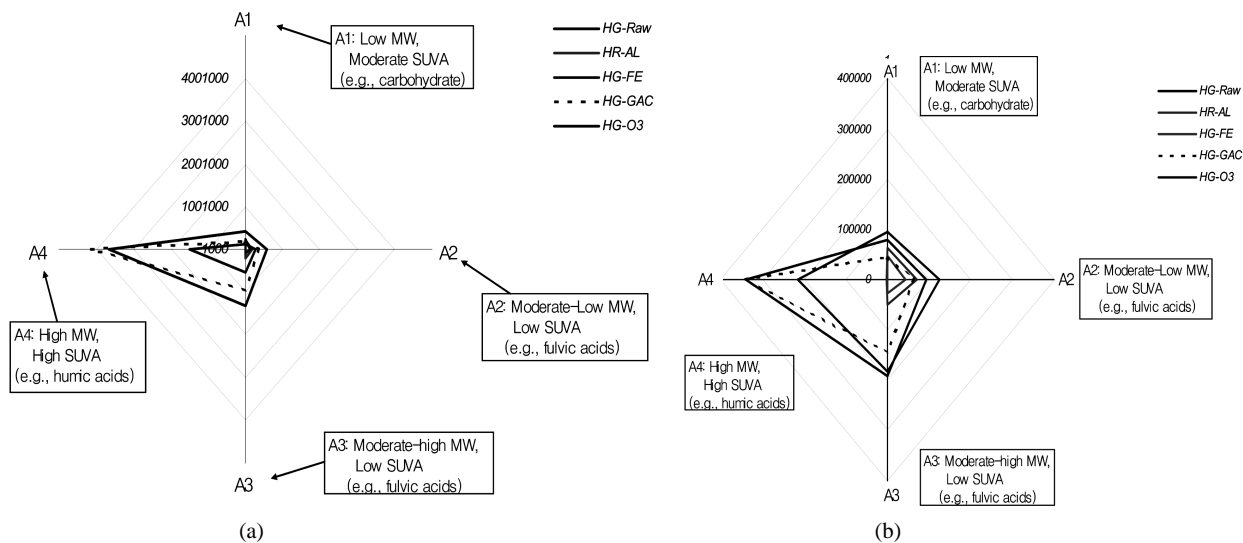 A1
A1: Low MW,
Moderate SUVA
(e.g., carbohydrate)
HG-Raw
HR-AL
HG-FE
HG-GAC
HG-O3
4001000
3001000
2001000
1001000
1000
A4
A2
A2: Moderate-Low MW,
Low SUVA
(e.g., fulvic acids)
A4: High MW,
High SUVA
(e.g., humic acids)
A3: Moderate-high MW,
Low SUVA
(e.g., fulvic acids)
A3
(a)
400000
A1
A1: Low MW,
Moderate SUVA
(e.g., carbohydrate)
HG-Raw
HR-AL
HG-FE
HG-GAC
HG-O3
300000
200000
100000
0
A4
A2
A2: Moderate-Low MW,
Low SUVA
(e.g., fulvic acids)
A4: High MW,
High SUVA
(e.g., humic acids)
A3: Moderate-high MW,
Low SUVA
(e.g., fulvic acids)
A3
(b)